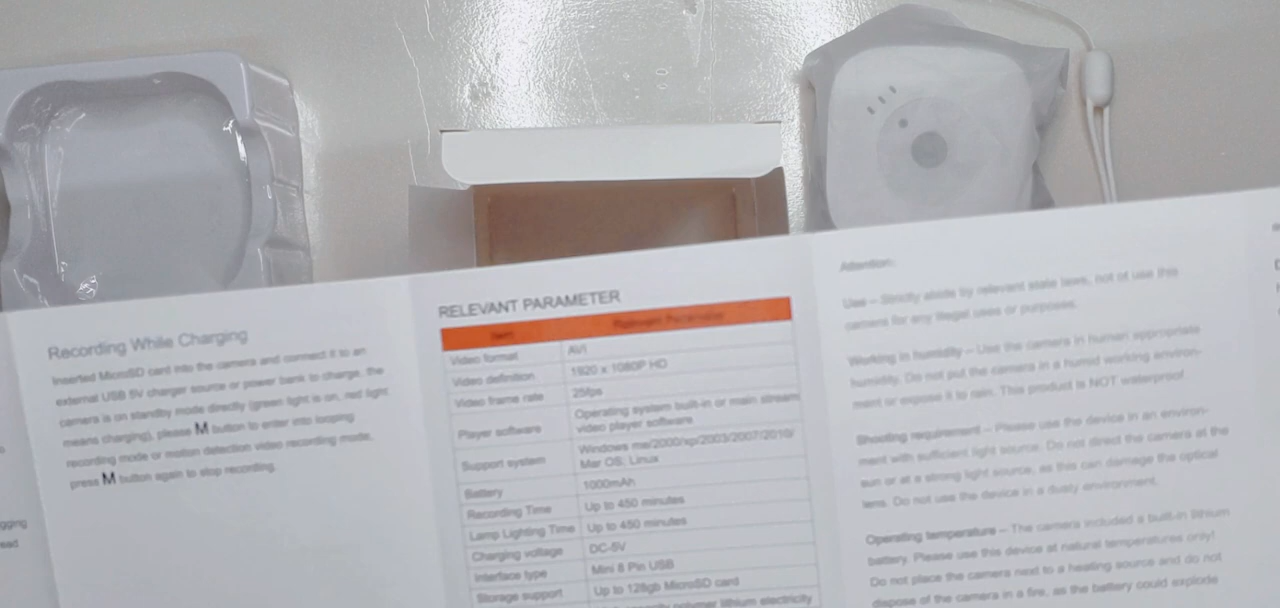 Recording While Charging
Inserted MicroSD card into the camera and connect it to an
external USB 5V charger source or power bank to charge, the
camera is on standby mode directly (green light is on, red light
means charging), please M button to enter into looping
recording mode or motion detection video recording mode,
press M button again to stop recording.
gging
ead
RELEVANT PARAMETER
Item Relevant Parameter
Video format AVI
Video definition 1920 x 1080P HD
Video frame rate 25fps
Player software Operating system built-in or main stream
video player software
Support system Windows me/2000/xp/2003/2007/2010/
Mac OS; Linux
Battery 1000mAh
Recording Time Up to 450 minutes
Lamp Lighting Time Up to 450 minutes
Charging voltage DC-5V
Interface type Mini 8 Pin USB
Storage support Up to 128gb MicroSD card
polymer lithium electricity
Attention:
Use – Strictly abide by relevant state laws, not of use this
camera for any illegal uses or purposes.
Working in humidity – Use the camera in human appropriate
humidity. Do not put the camera in a humid working environ-
ment or expose it to rain. This product is NOT waterproof.
Shooting requirement – Please use the device in an environ-
ment with sufficient light source. Do not direct the camera at the
sun or at a strong light source, as this can damage the optical
lens. Do not use the device in a dusty environment.
Operating temperature – The camera included a built-in lithium
battery. Please use this device at natural temperatures only!
Do not place the camera next to a heating source and do not
dispose of the camera in a fire, as the battery could explode